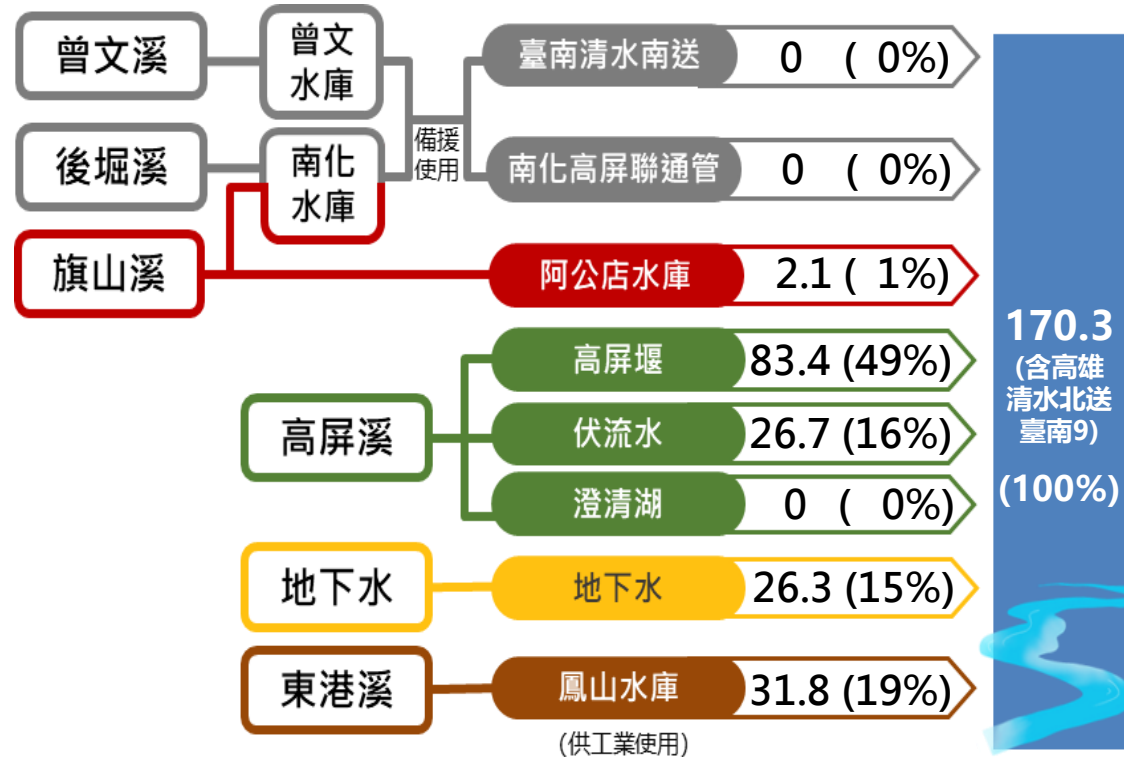 曾文溪
曾文
水庫
臺南清水南送
0 ( 0%)
備援
使用
後堀溪
南化
水庫
南化高屏聯通管
0 ( 0%)
旗山溪
阿公店水庫
2.1 ( 1%)
高屏溪
高屏堰
83.4 (49%)
伏流水
26.7 (16%)
澄清湖
0 ( 0%)
地下水
地下水
26.3 (15%)
東港溪
鳳山水庫
31.8 (19%)
(供工業使用)
170.3
(含高雄
清水北送
臺南9)
(100%)